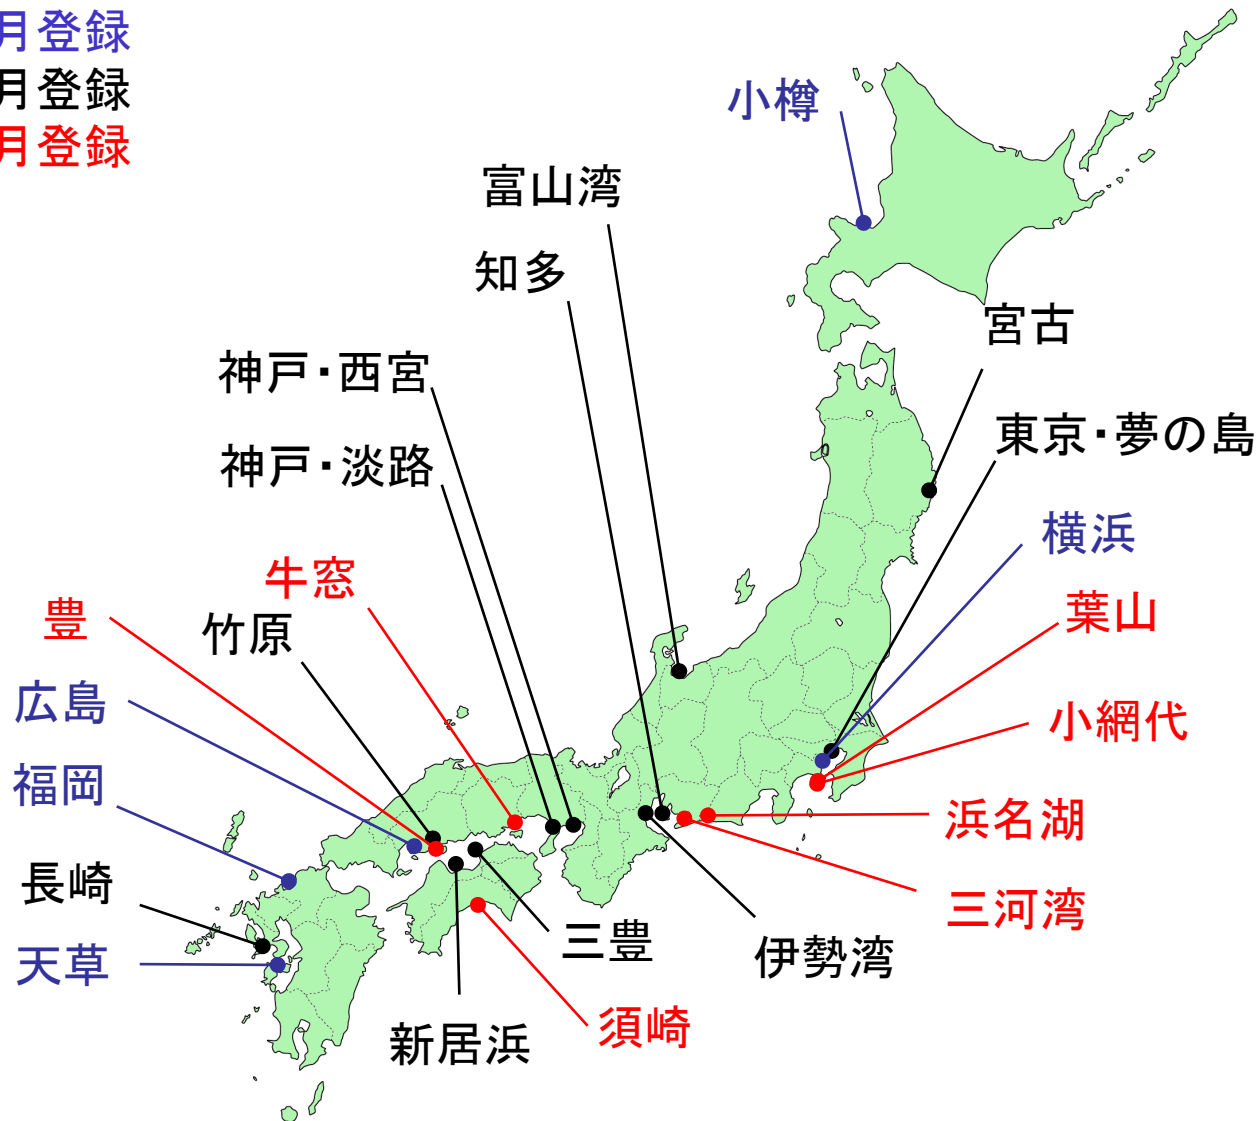 月登録
月登録
月登録
小樽
富山湾
知多
宮古
神戸・西宮
東京・夢の島
神戸・淡路
横浜
牛窓
葉山
豊
竹原
広島
小網代
福岡
浜名湖
長崎
三河湾
三豊
伊勢湾
天草
須崎
新居浜